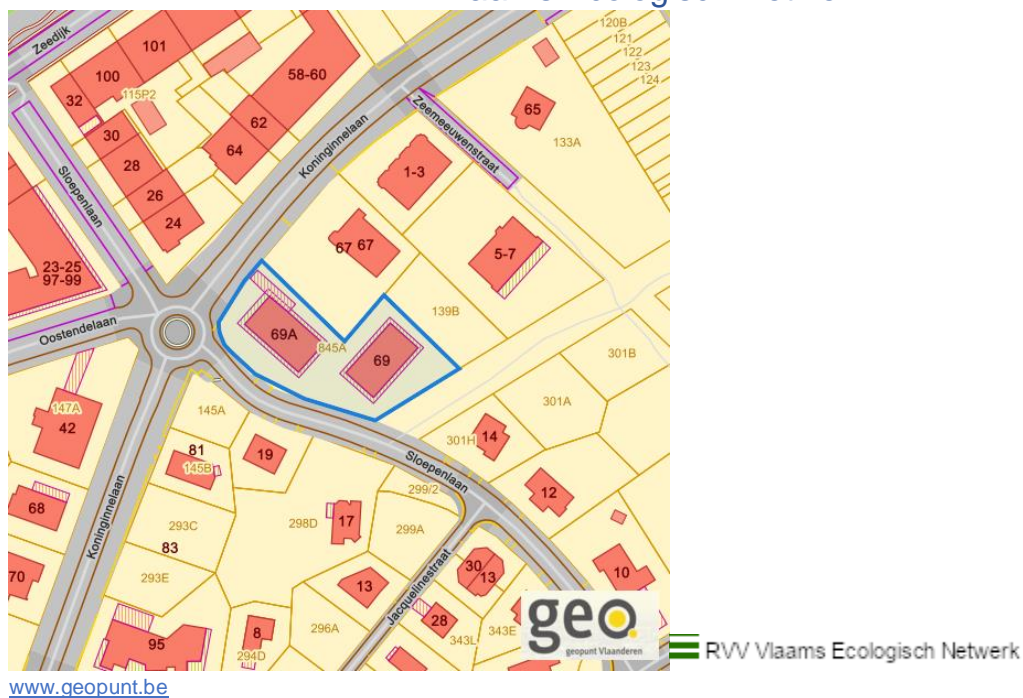 Zeedijk
101
100
32
115P2
58-60
62
64
30
28
26
24
Sloepenlaan
Koninginnelaan
Zeemeeuwenstraat
65
133A
120B
121
122
123
124
1-3
67 67
5-7
23-25
97-99
Oostendelaan
139B
69A
845A
69
301B
301A
301H
14
147A
42
145A
81
145B
19
Sloepenlaan
12
299/2
299A
68
Koninginnelaan
293C
83
298D
17
293E
70
13
Jacquelinestraat
30
13
10
95
8
294D
296A
28
343L
343E
geo
geopunt Vlaanderen
RVV Vlaams Ecologisch Netwerk
www.geopunt.be